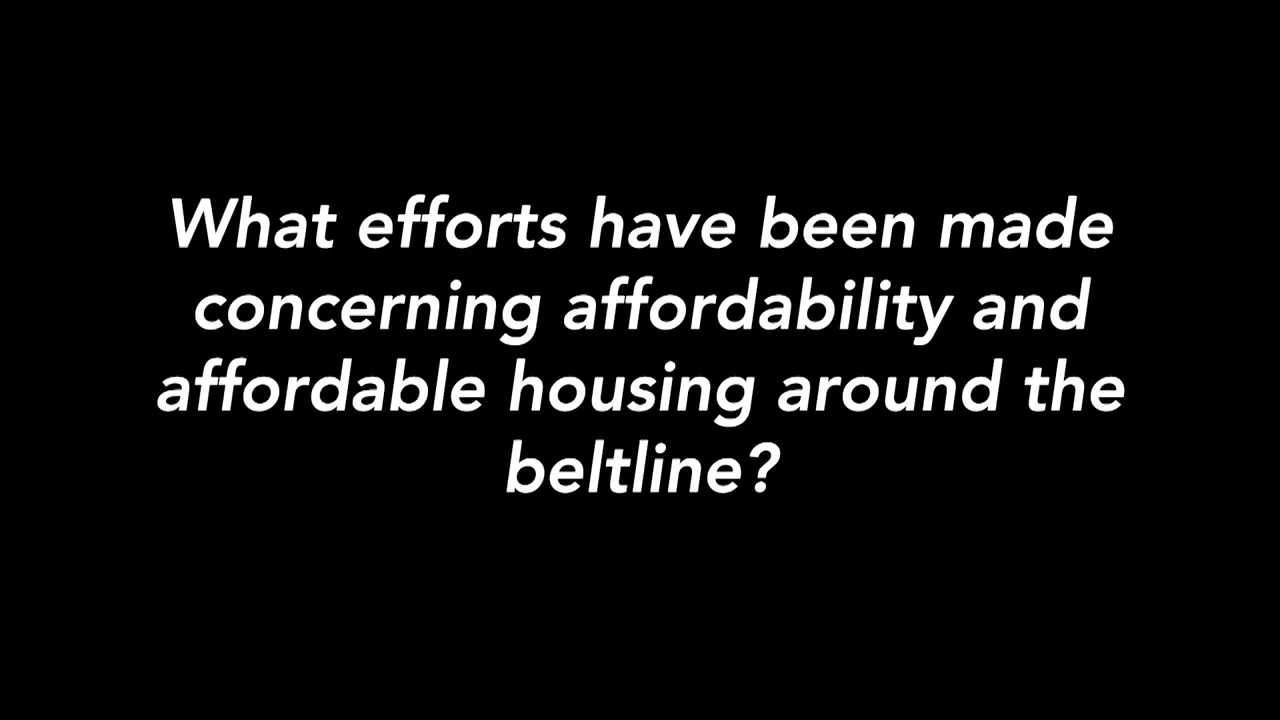 What efforts have been made
concerning affordability and
affordable housing around the
beltline?